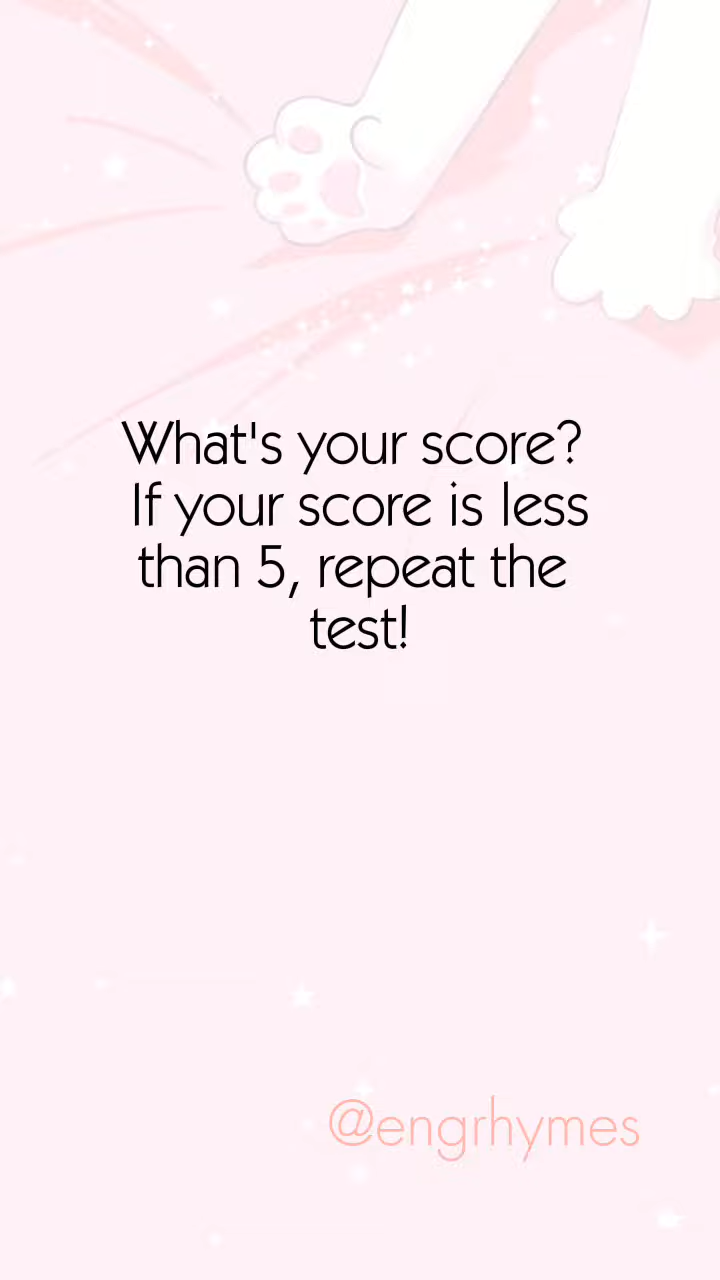 What's your score?
If your score is less
than 5, repeat the
test!
@engrhymes